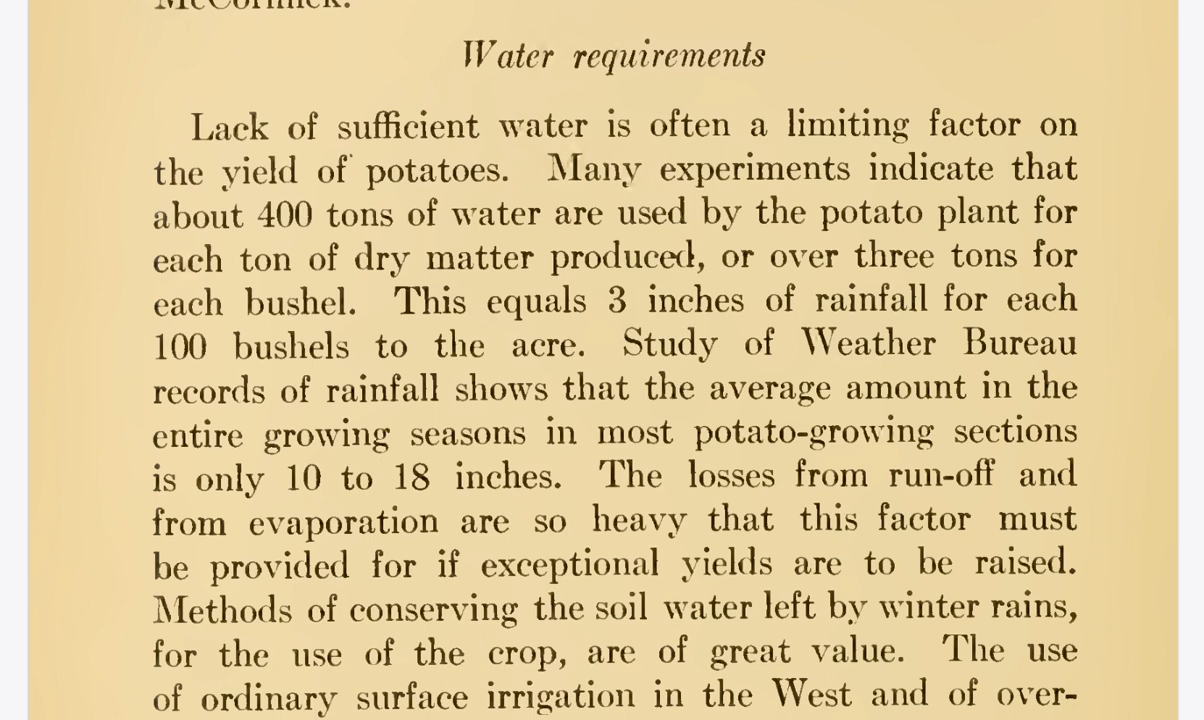 McCormick.
Water requirements
Lack of sufficient water is often a limiting factor on
the yield of potatoes. Many experiments indicate that
about 400 tons of water are used by the potato plant for
each ton of dry matter produced, or over three tons for
each bushel. This equals 3 inches of rainfall for each
100 bushels to the acre. Study of Weather Bureau
records of rainfall shows that the average amount in the
entire growing seasons in most potato-growing sections
is only 10 to 18 inches. The losses from run-off and
from evaporation are so heavy that this factor must
be provided for if exceptional yields are to be raised.
Methods of conserving the soil water left by winter rains,
for the use of the crop, are of great value. The use
of ordinary surface irrigation in the West and of over-